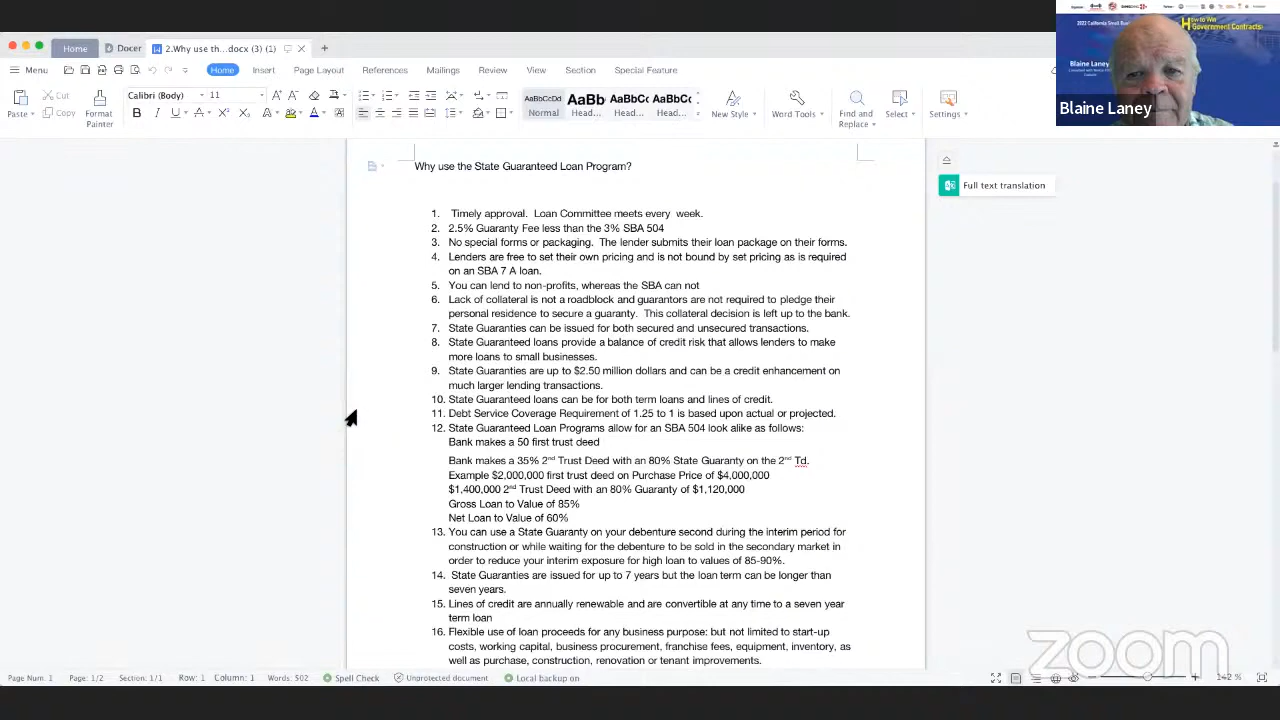 How to Win
Government Contracts
2022 California Small Busi
Blaine Laney
Blaine Laney
Home
Docer
2.Why use th...docx (3) (1)
Menu
Home
Insert
Page Layout
References
Mailings
Review
View
Section
Special Feature
Paste
Cut
Copy
Format
Painter
Calibri (Body)
11
AaBbCcDd
Normal
AaBb
Head...
AaBbCc
Head...
AaBbCc
Head...
New Style
Word Tools
Find and
Replace
Select
Settings
Full text translation
Why use the State Guaranteed Loan Program?
1. Timely approval. Loan Committee meets every week.
2. 2.5% Guaranty Fee less than the 3% SBA 504
3. No special forms or packaging. The lender submits their loan package on their forms.
4. Lenders are free to set their own pricing and is not bound by set pricing as is required
on an SBA 7 A loan.
5. You can lend to non-profits, whereas the SBA can not
6. Lack of collateral is not a roadblock and guarantors are not required to pledge their
personal residence to secure a guaranty. This collateral decision is left up to the bank.
7. State Guaranties can be issued for both secured and unsecured transactions.
8. State Guaranteed loans provide a balance of credit risk that allows lenders to make
more loans to small businesses.
9. State Guaranties are up to $2.50 million dollars and can be a credit enhancement on
much larger lending transactions.
10. State Guaranteed loans can be for both term loans and lines of credit.
11. Debt Service Coverage Requirement of 1.25 to 1 is based upon actual or projected.
12. State Guaranteed Loan Programs allow for an SBA 504 look alike as follows:
Bank makes a 50 first trust deed
Bank makes a 35% 2nd Trust Deed with an 80% State Guaranty on the 2nd Td.
Example $2,000,000 first trust deed on Purchase Price of $4,000,000
$1,400,000 2nd Trust Deed with an 80% Guaranty of $1,120,000
Gross Loan to Value of 85%
Net Loan to Value of 60%
13. You can use a State Guaranty on your debenture second during the interim period for
construction or while waiting for the debenture to be sold in the secondary market in
order to reduce your interim exposure for high loan to values of 85-90%.
14. State Guaranties are issued for up to 7 years but the loan term can be longer than
seven years.
15. Lines of credit are annually renewable and are convertible at any time to a seven year
term loan
16. Flexible use of loan proceeds for any business purpose: but not limited to start-up
costs, working capital, business procurement, franchise fees, equipment, inventory, as
well as purchase, construction, renovation or tenant improvements.
zoom
Page Num: 1
Page: 1/2
Section: 1/1
Row: 1
Column: 1
Words: 502
Spell Check
Unprotected document
Local backup on
142 %